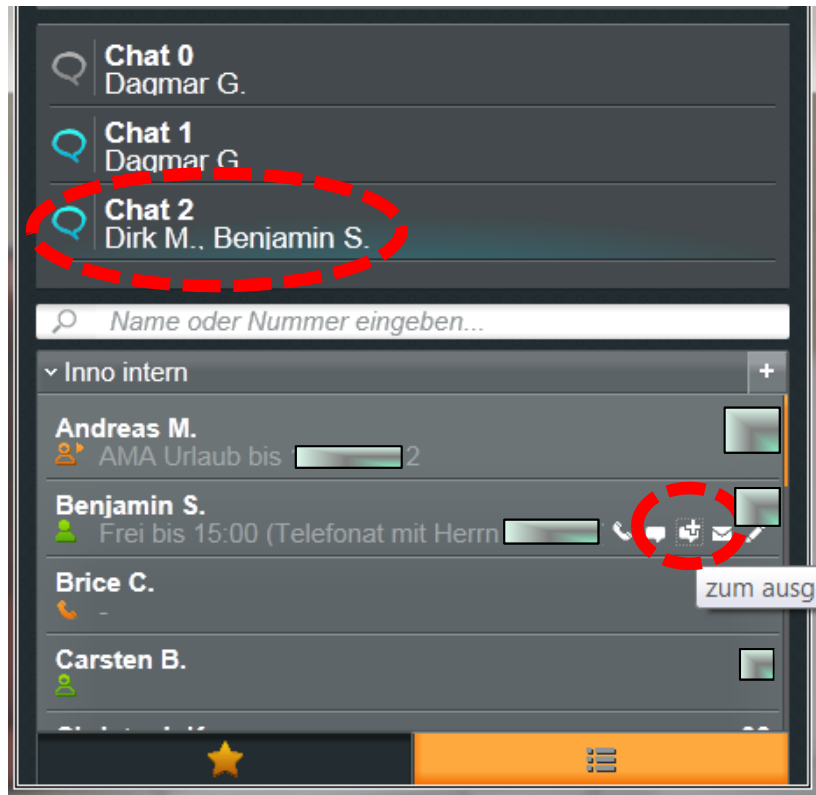 Chat 0
Dagmar G.
Chat 1
Dagmar G
Chat 2
Dirk M., Benjamin S.
Name oder Nummer eingeben...
Inno intern
+
Andreas M.
AMA Urlaub bis 2
Benjamin S.
Frei bis 15:00 (Telefonat mit Herrn
zum ausg
Brice C.
-
Carsten B.